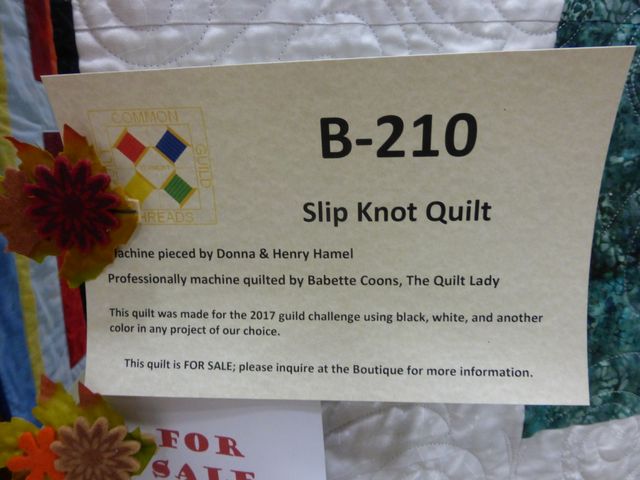 COMMON
GUILD
THREADS
B-210
Slip Knot Quilt
Machine pieced by Donna & Henry Hamel
Professionally machine quilted by Babette Coons, The Quilt Lady
This quilt was made for the 2017 guild challenge using black, white, and another
color in any project of our choice.
This quilt is FOR SALE; please inquire at the Boutique for more information.
FOR
SALE